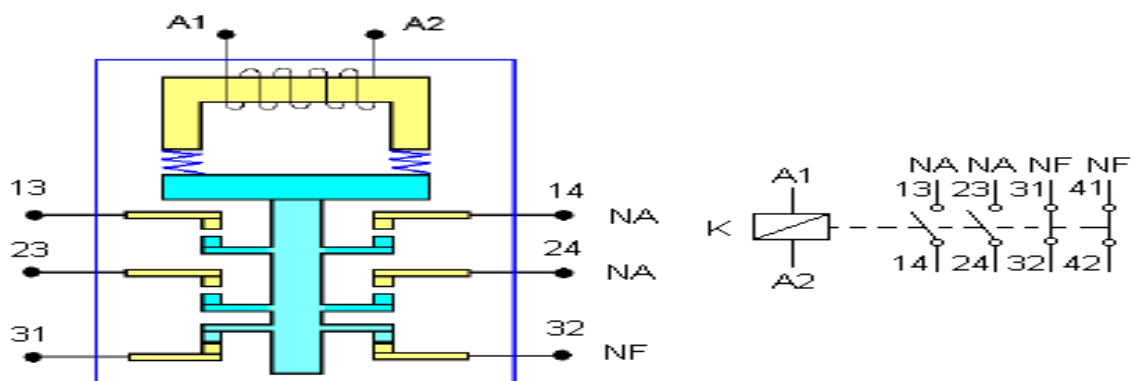 A1 A2
13 14 NA
23 24 NA
31 32 NF
NA NA NF NF
13 23 31 41
A1
K
A2
14 24 32 42